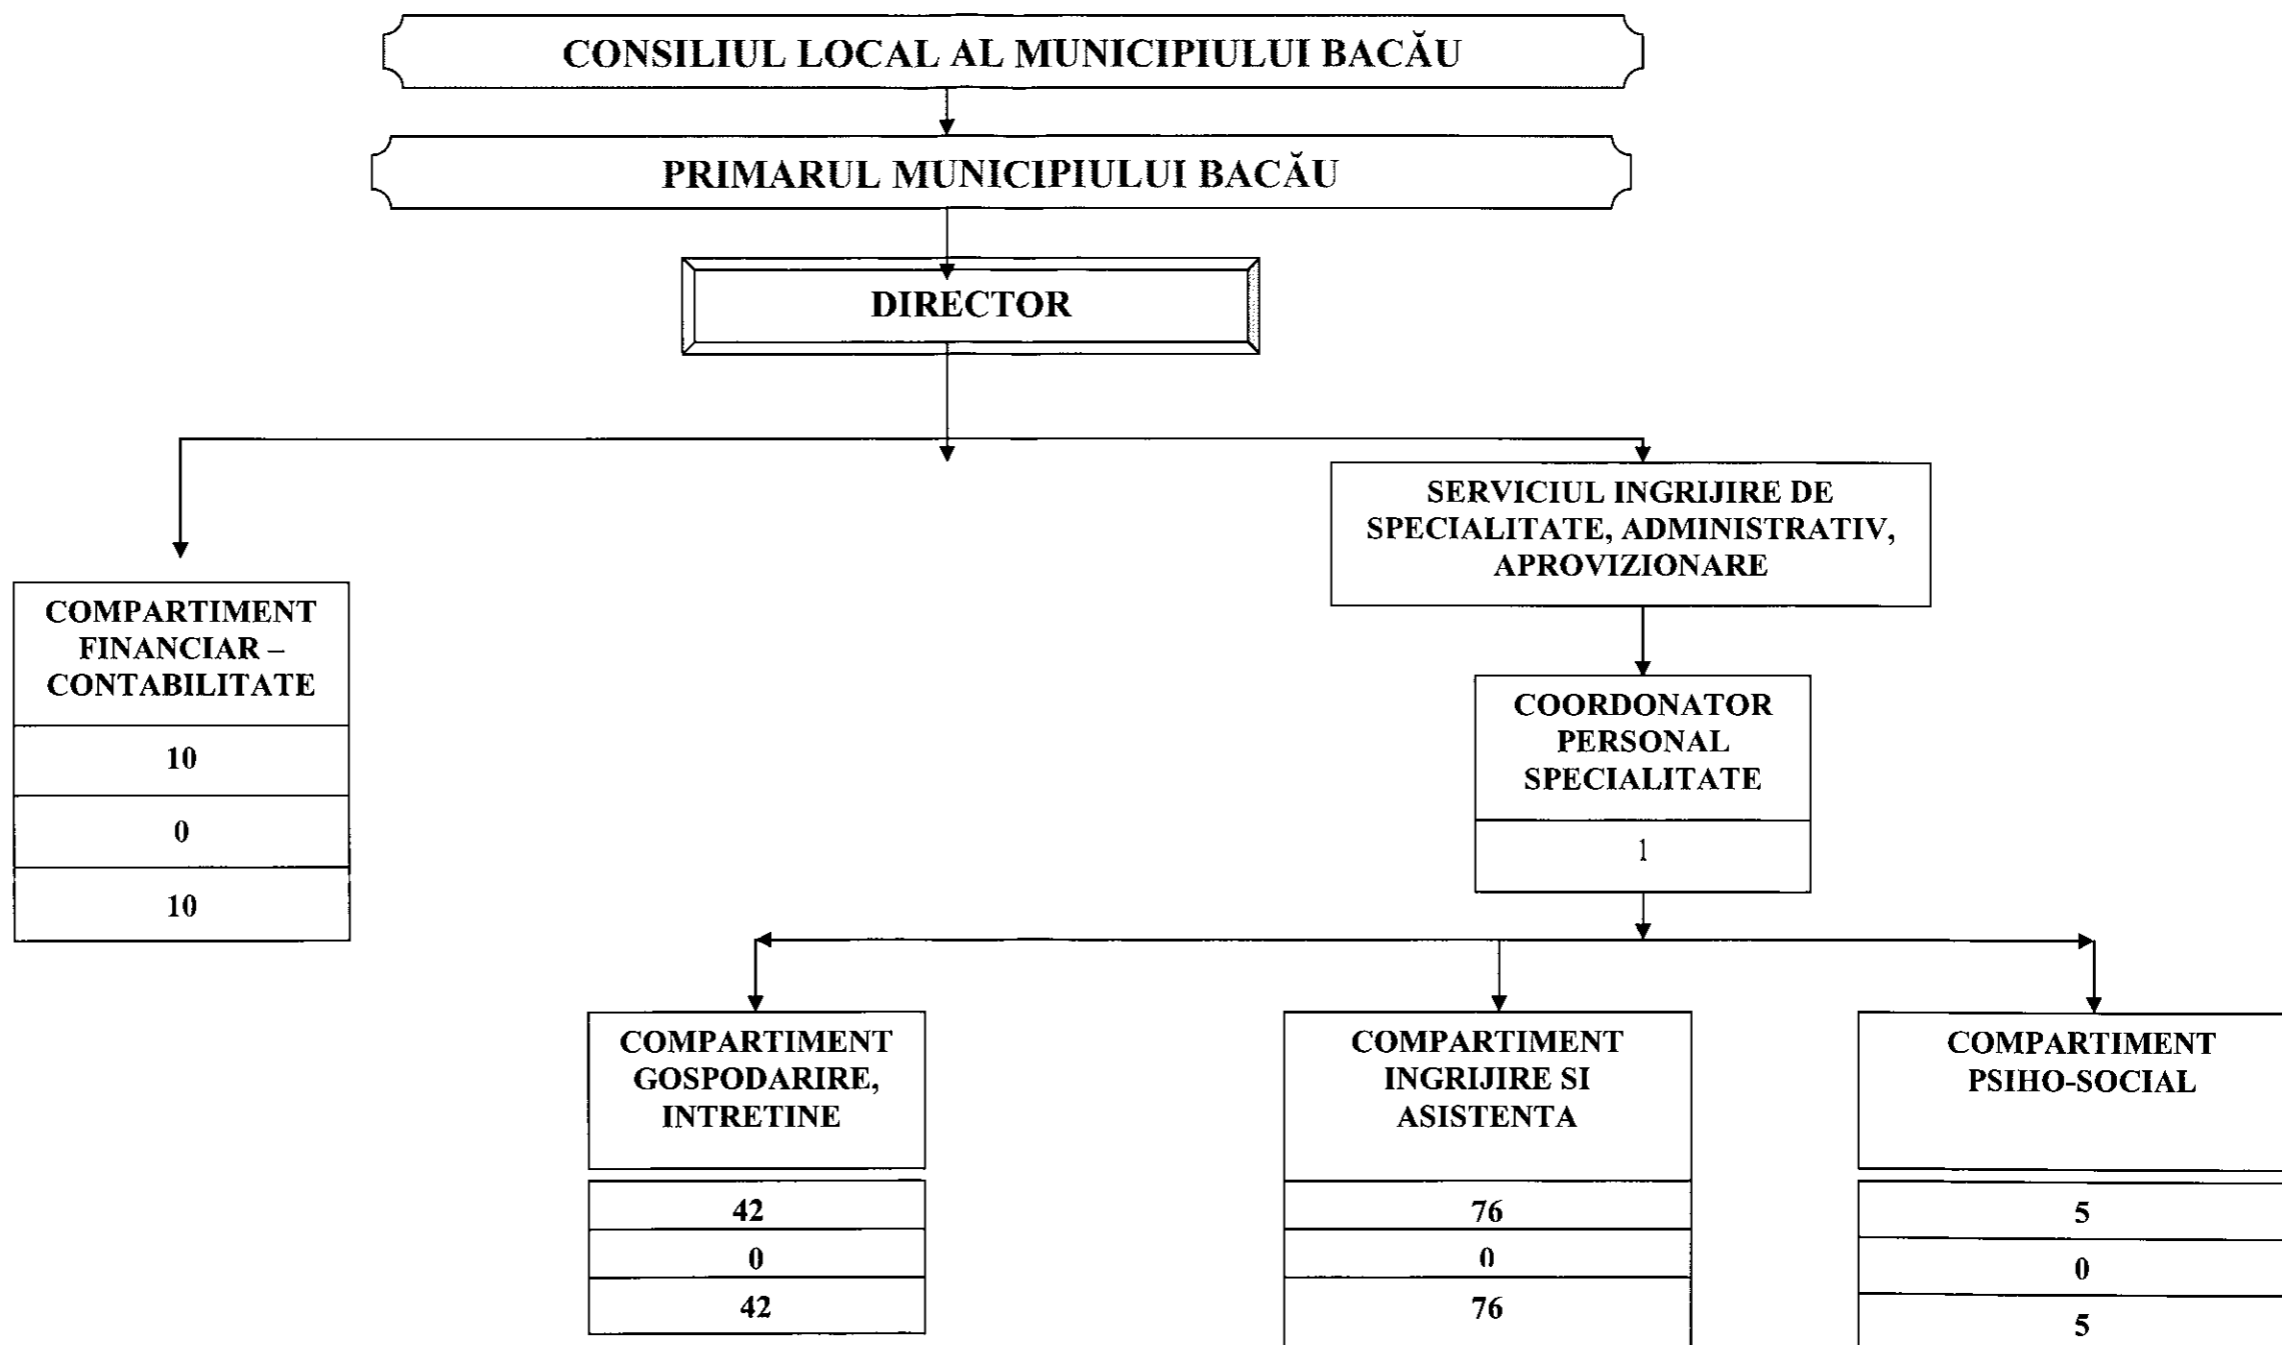 CONSILIUL LOCAL AL MUNICIPIULUI BACĂU
PRIMARUL MUNICIPIULUI BACĂU
DIRECTOR
SERVICIUL INGRIJIRE DE
SPECIALITATE, ADMINISTRATIV,
APROVIZIONARE
COMPARTIMENT
FINANCIAR –
CONTABILITATE
10
0
10
COORDONATOR
PERSONAL
SPECIALITATE
1
COMPARTIMENT
GOSPODARIRE,
INTRETINE
42
0
42
COMPARTIMENT
INGRIJIRE SI
ASISTENTA
76
0
76
COMPARTIMENT
PSIHO-SOCIAL
5
0
5